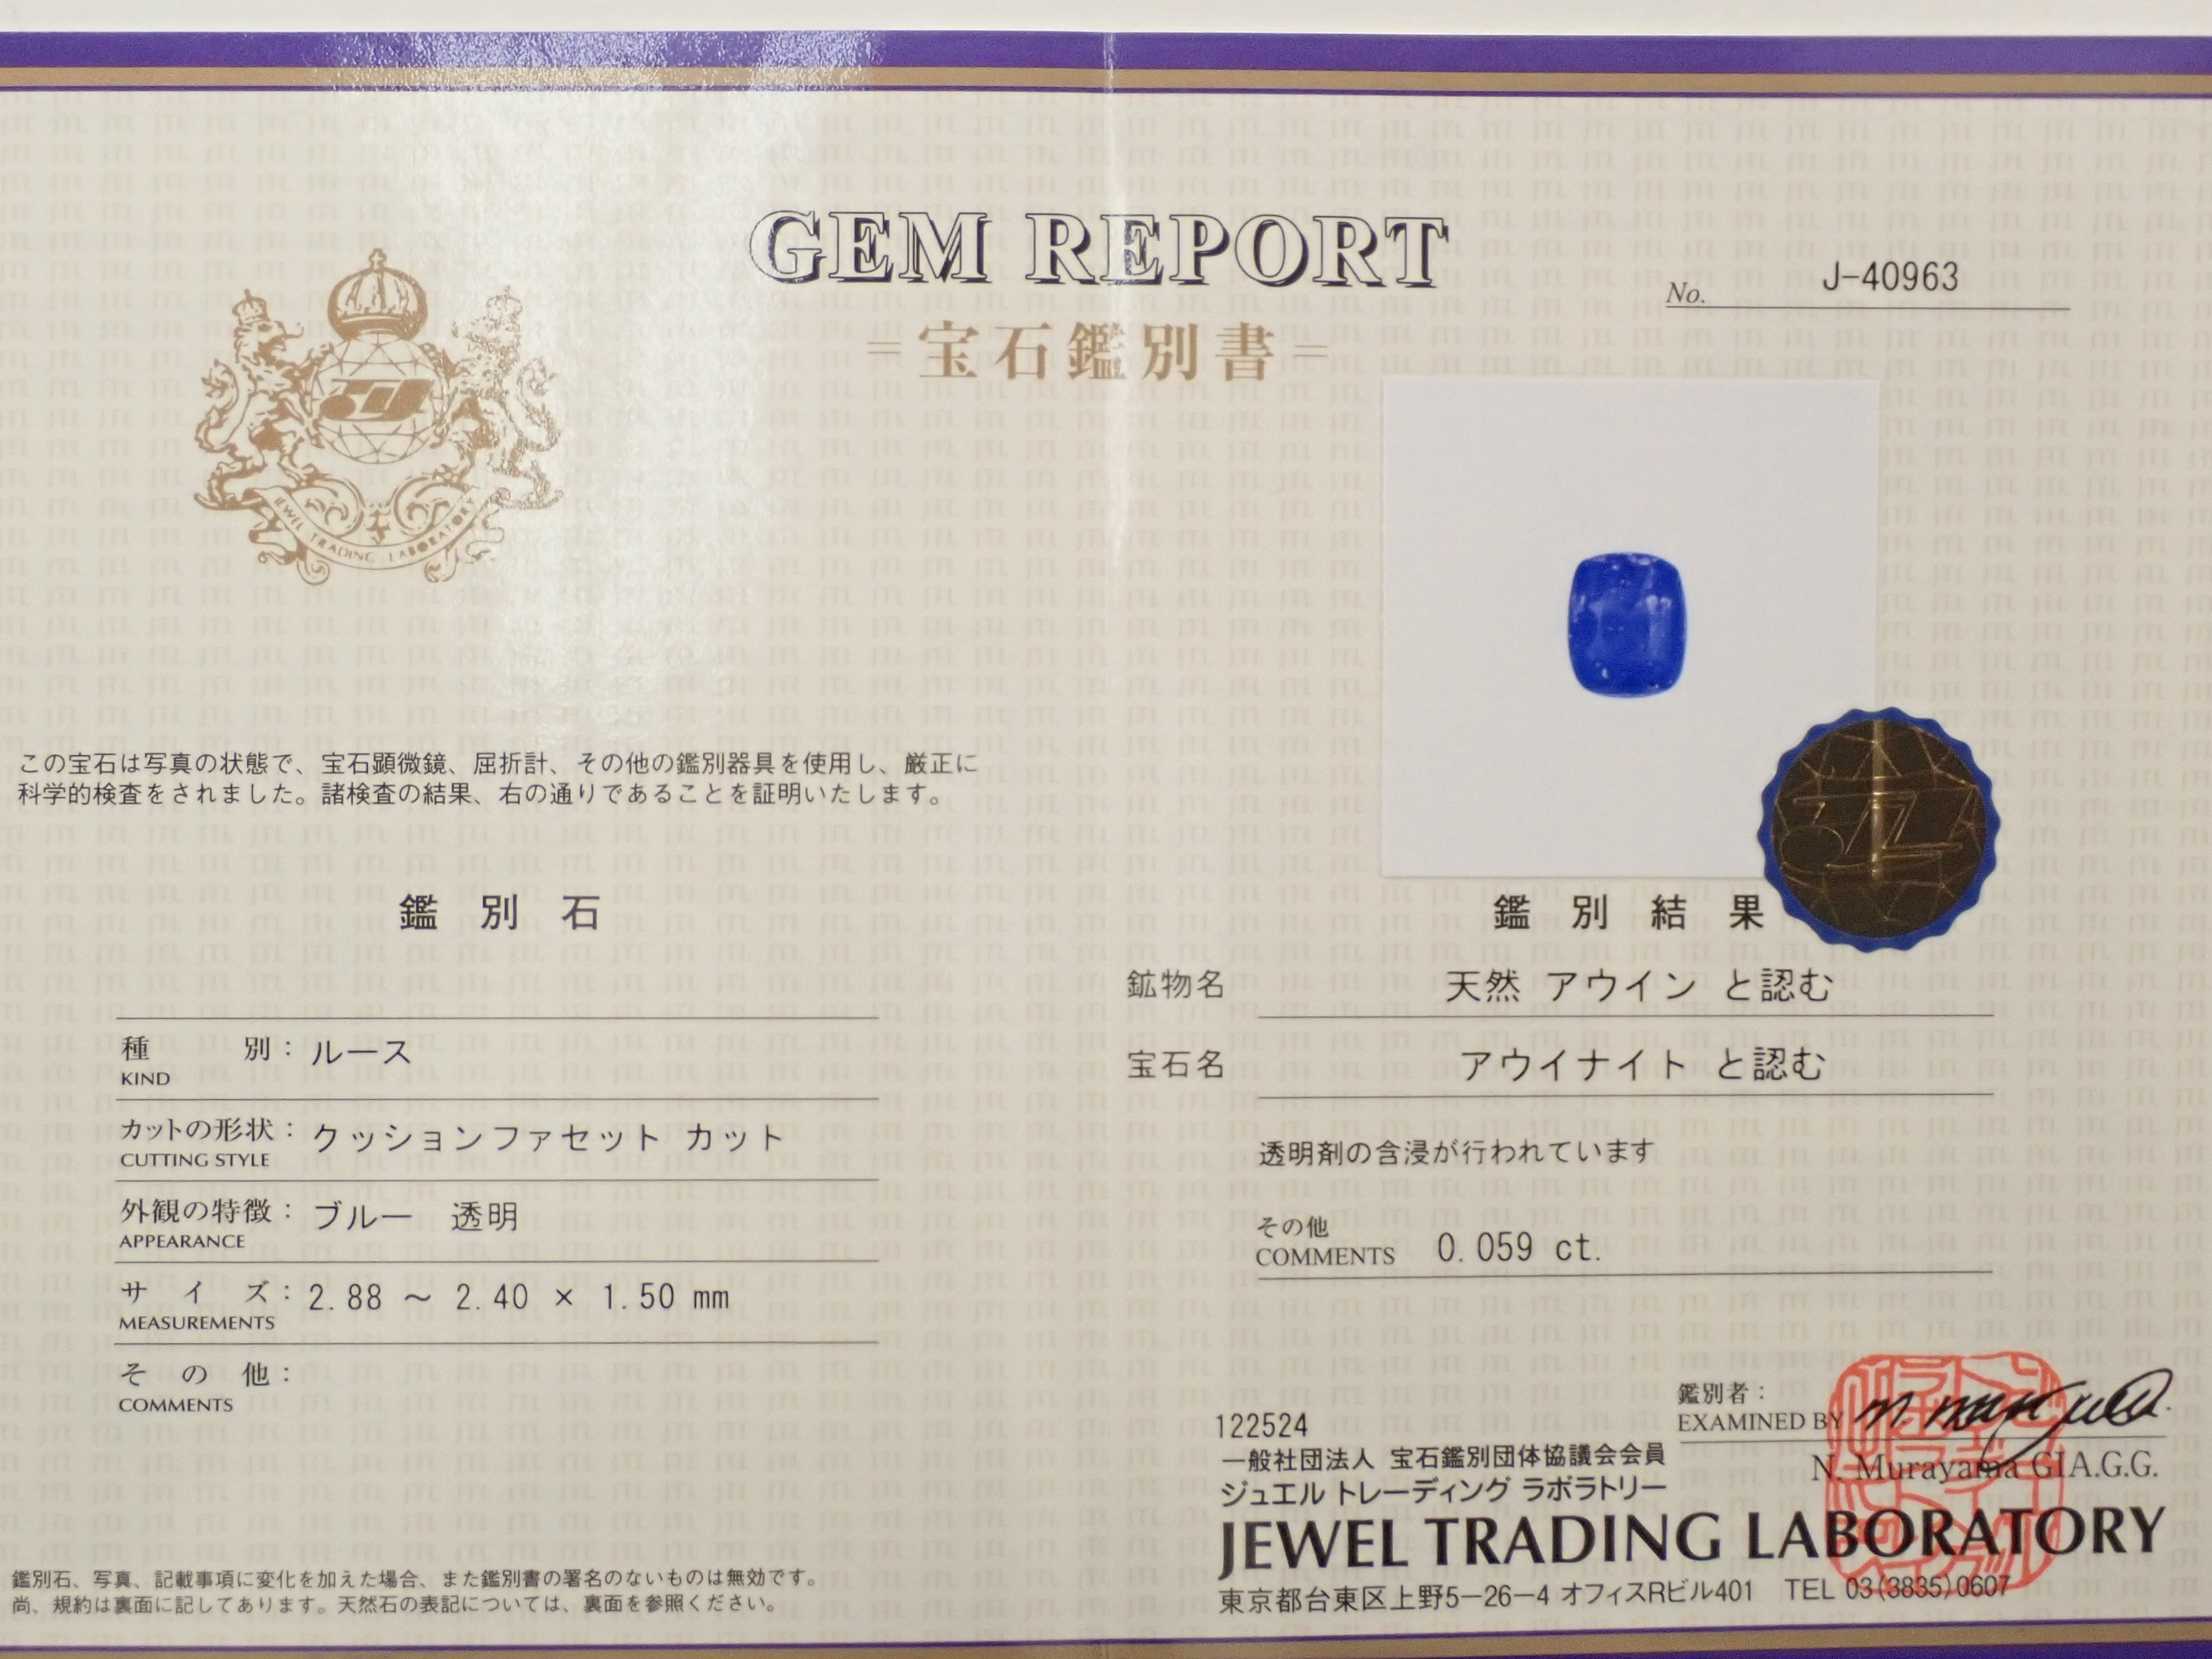 GEM REPORT
=宝石鑑別書=
No. J-40963
JEWEL TRADING LABORATORY
この宝石は写真の状態で、宝石顕微鏡、屈折計、その他の鑑別器具を使用し、厳正に
科学的検査をされました。諸検査の結果、右の通りであることを証明いたします。
鑑別石
種別: ルース
KIND
カットの形状: クッションファセット カット
CUTTING STYLE
外観の特徴: ブルー 透明
APPEARANCE
サイズ: 2.88 ～ 2.40 × 1.50 mm
MEASUREMENTS
その他:
COMMENTS
鑑別石、写真、記載事項に変化を加えた場合、また鑑別書の署名のないものは無効です。
尚、規約は裏面に記してあります。天然石の表記については、裏面を参照ください。
鑑別結果
鉱物名 天然 アウイン と認む
宝石名 アウイナイト と認む
透明剤の含浸が行われています
その他
COMMENTS 0.059 ct.
鑑別者:
EXAMINED BY
N. Murayama GIA.G.G.
122524
一般社団法人 宝石鑑別団体協議会会員
ジュエル トレーディング ラボラトリー
JEWEL TRADING LABORATORY
東京都台東区上野5－26－4 オフィスRビル401 TEL 03(3835)0607